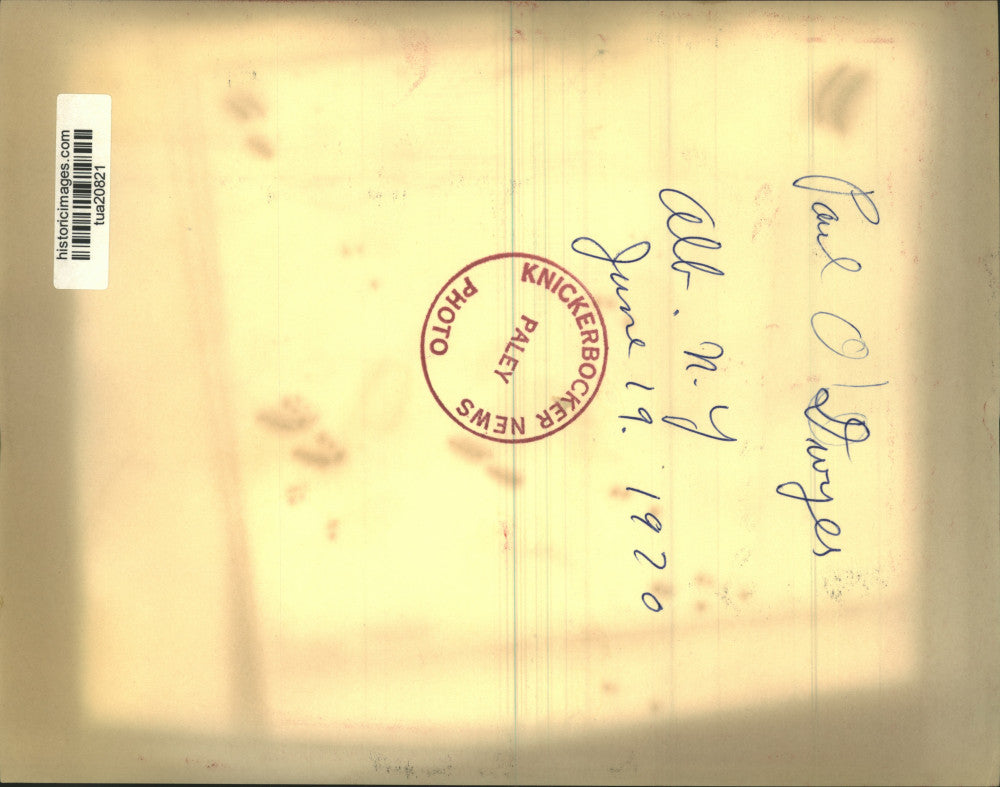 Paul O'Dwyer
Alb. N.Y
June 19. 1970
KNICKERBOCKER NEWS
PALEY
PHOTO
historicimages.com
tua20821